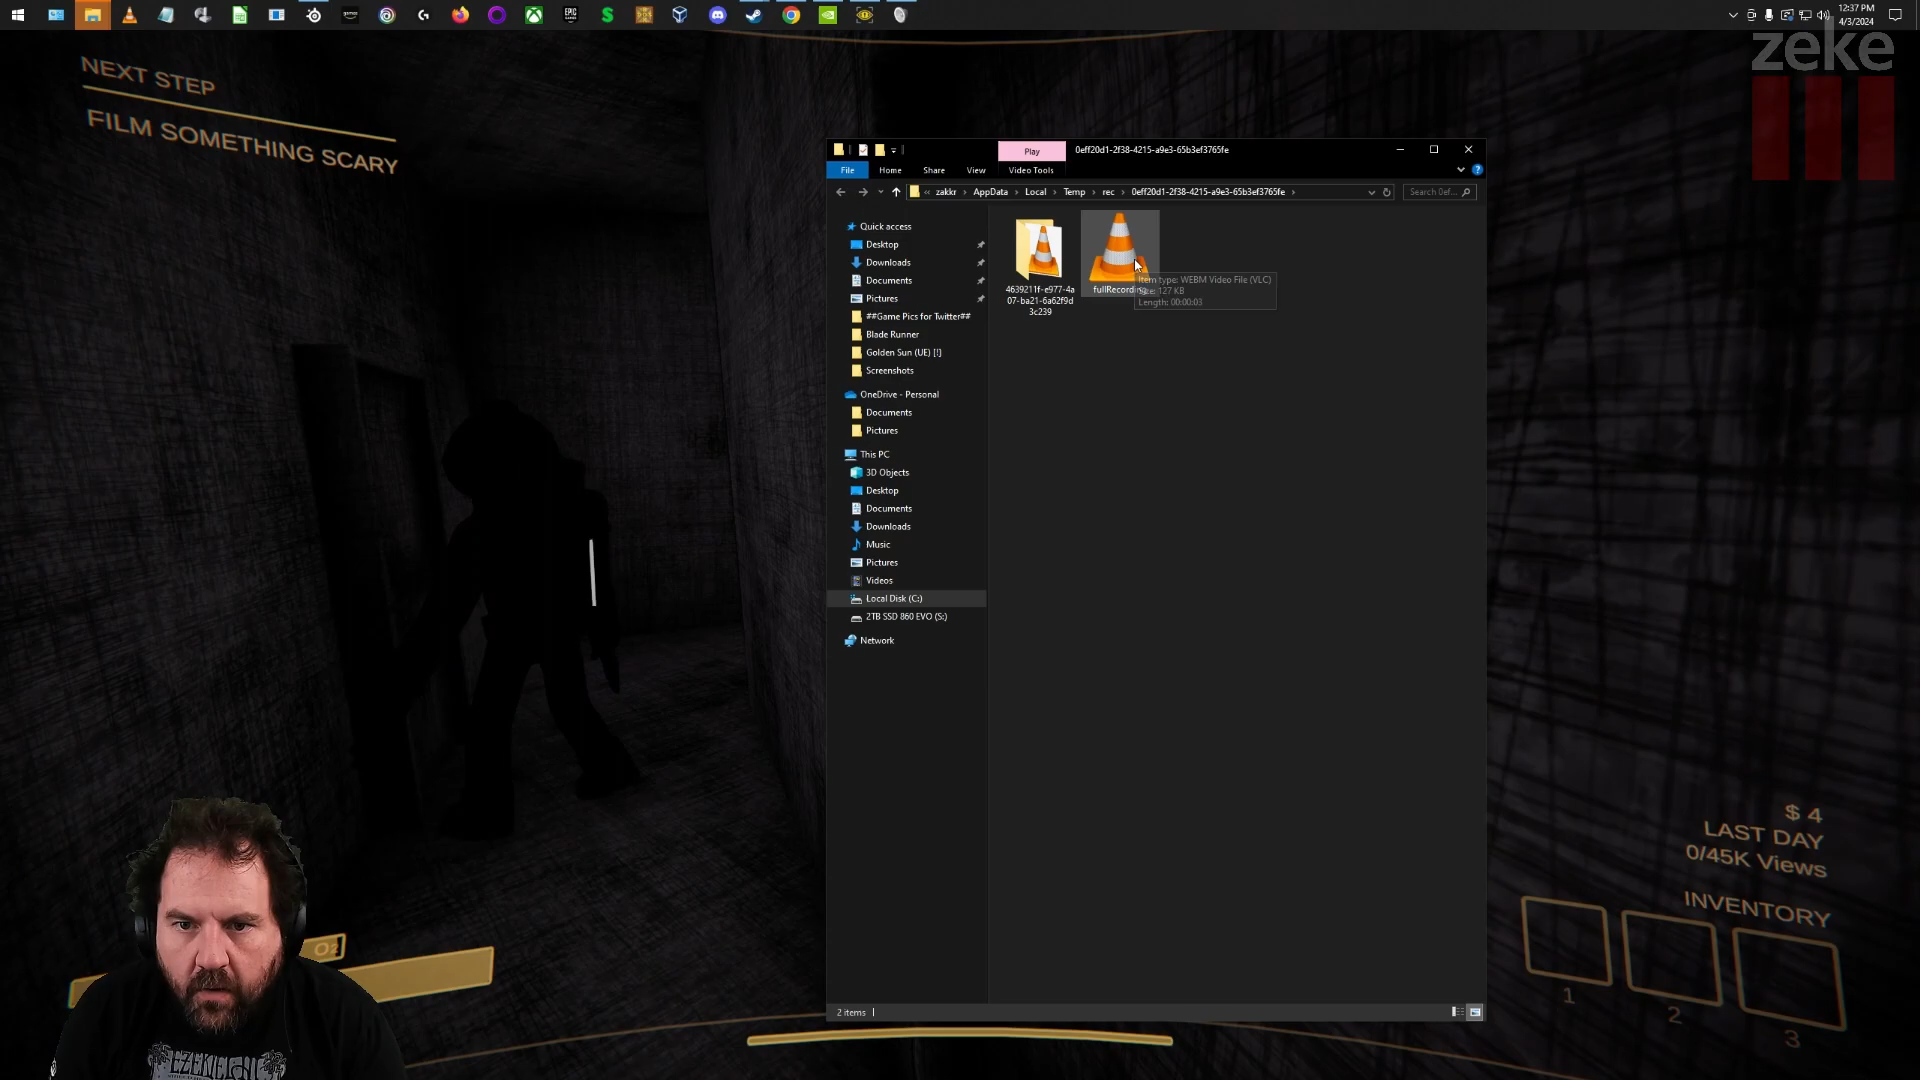 12:37 PM
4/3/2024
zeke
NEXT STEP
FILM SOMETHING SCARY
Play
0eff20d1-2f38-4215-a9e3-65b3ef3765fe
File
Home
Share
View
Video Tools
« zakkr › AppData › Local › Temp › rec › 0eff20d1-2f38-4215-a9e3-65b3ef3765fe ›
Search 0ef...
Quick access
Desktop
Downloads
Documents
Pictures
##Game Pics for Twitter##
Blade Runner
Golden Sun (UE) [!]
Screenshots
OneDrive - Personal
Documents
Pictures
This PC
3D Objects
Desktop
Documents
Downloads
Music
Pictures
Videos
Local Disk (C:)
2TB SSD 860 EVO (S:)
Network
4639211f-e977-4a
07-ba21-6a62f9d
3c239
fullRecording
Item type: WEBM Video File (VLC)
Size: 127 KB
Length: 00:00:03
2 items
$ 4
LAST DAY
0/45K Views
INVENTORY
1
2
3
O2